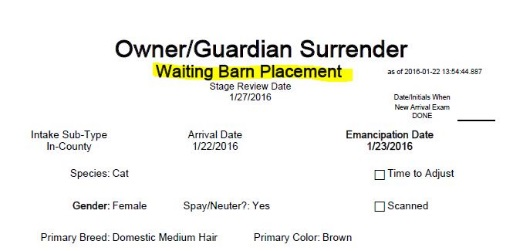 Owner/Guardian Surrender
Waiting Barn Placement
as of 2016-01-22 13:54:44.887
Stage Review Date
1/27/2016
Date/Initials When
New Arrival Exam
DONE
Intake Sub-Type Arrival Date Emancipation Date
In-County 1/22/2016 1/23/2016
Species: Cat Time to Adjust
Gender: Female Spay/Neuter?: Yes Scanned
Primary Breed: Domestic Medium Hair Primary Color: Brown